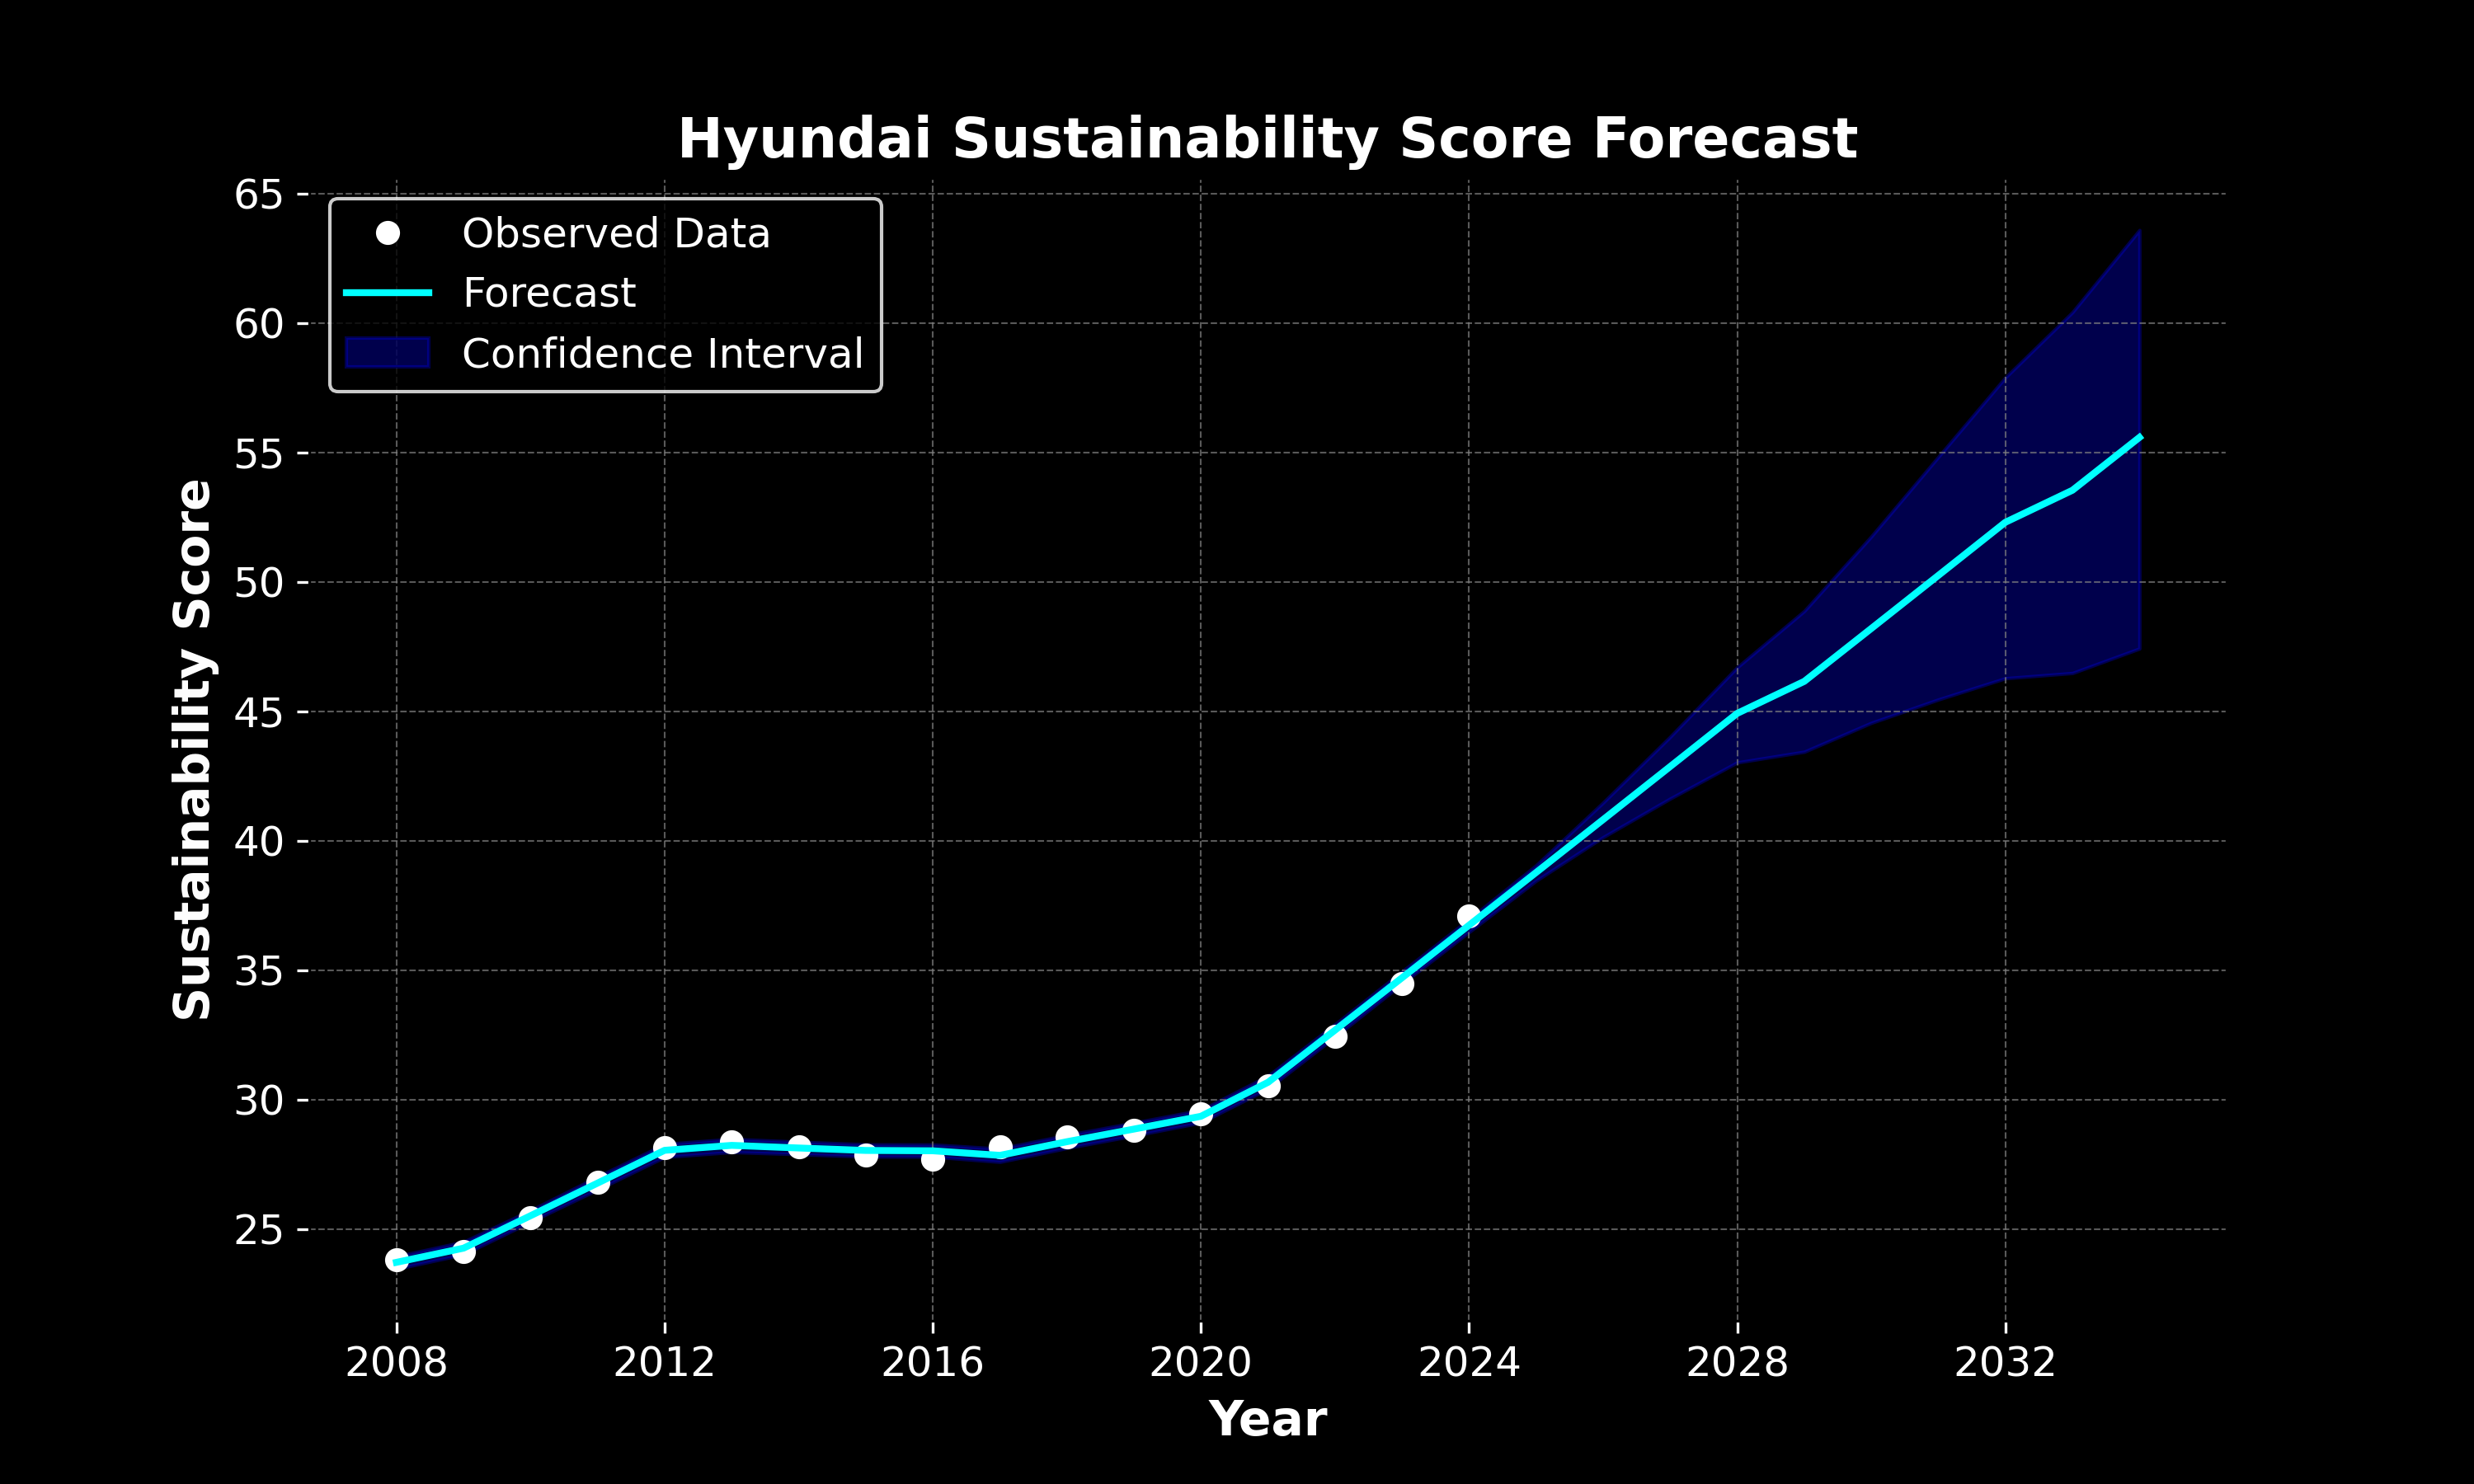 Hyundai Sustainability Score Forecast
Observed Data
Forecast
Confidence Interval
Sustainability Score
65
60
55
50
45
40
35
30
25
2008 2012 2016 2020 2024 2028 2032
Year